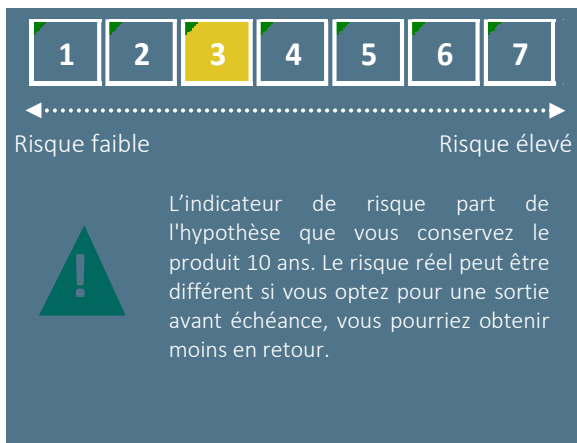 1 2 3 4 5 6 7
Risque faible Risque élevé
L’indicateur de risque part de
l'hypothèse que vous conservez le
produit 10 ans. Le risque réel peut être
différent si vous optez pour une sortie
avant échéance, vous pourriez obtenir
moins en retour.
!